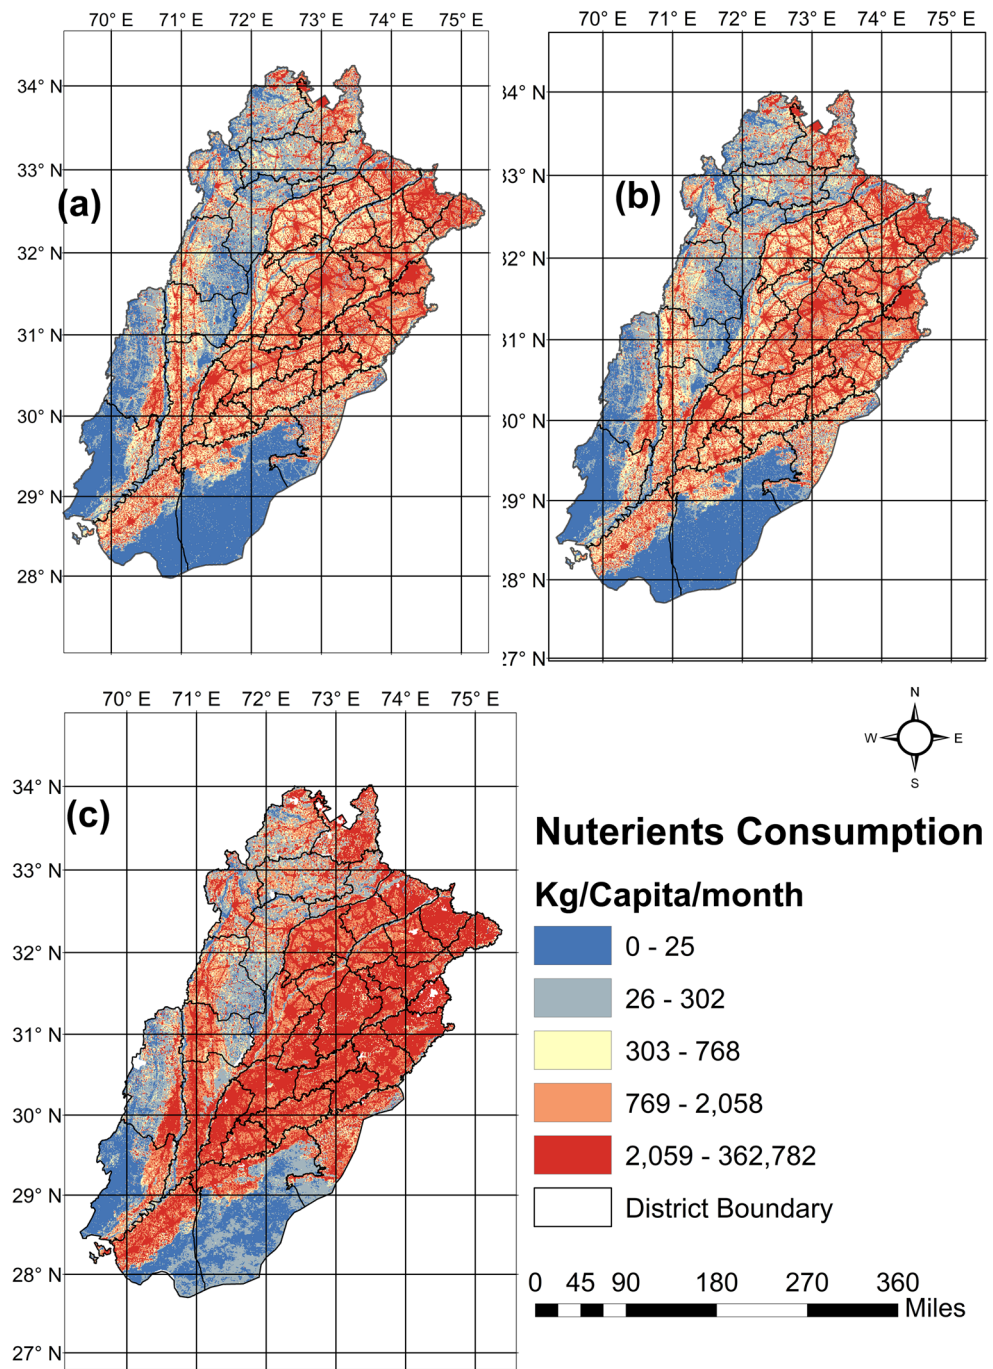 70° E 71° E 72° E 73° E 74° E 75° E
34° N
33° N
(a)
32° N
31° N
30° N
29° N
28° N
70° E 71° E 72° E 73° E 74° E 75° E
34° N
33° N
(b)
32° N
31° N
30° N
29° N
28° N
27° N
70° E 71° E 72° E 73° E 74° E 75° E
34° N
(c)
33° N
32° N
31° N
30° N
29° N
28° N
27° N
N
W E
S
Nuterients Consumption
Kg/Capita/month
0 - 25
26 - 302
303 - 768
769 - 2,058
2,059 - 362,782
District Boundary
0 45 90 180 270 360
Miles